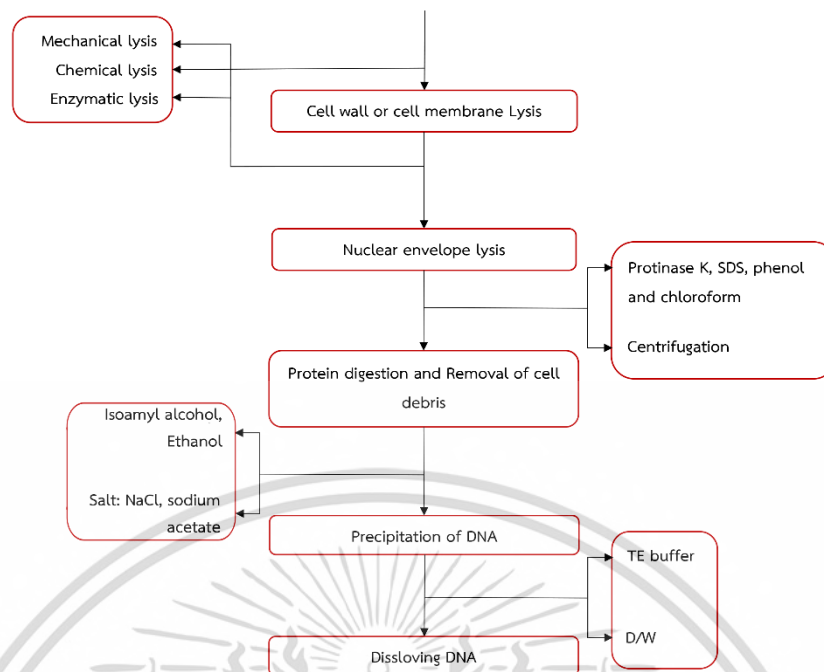 Mechanical lysis
Chemical lysis
Enzymatic lysis
Cell wall or cell membrane Lysis
Nuclear envelope lysis
Protinase K, SDS, phenol
and chloroform
Centrifugation
Protein digestion and Removal of cell
debris
Isoamyl alcohol,
Ethanol
Salt: NaCl, sodium
acetate
Precipitation of DNA
TE buffer
D/W
Dissloving DNA